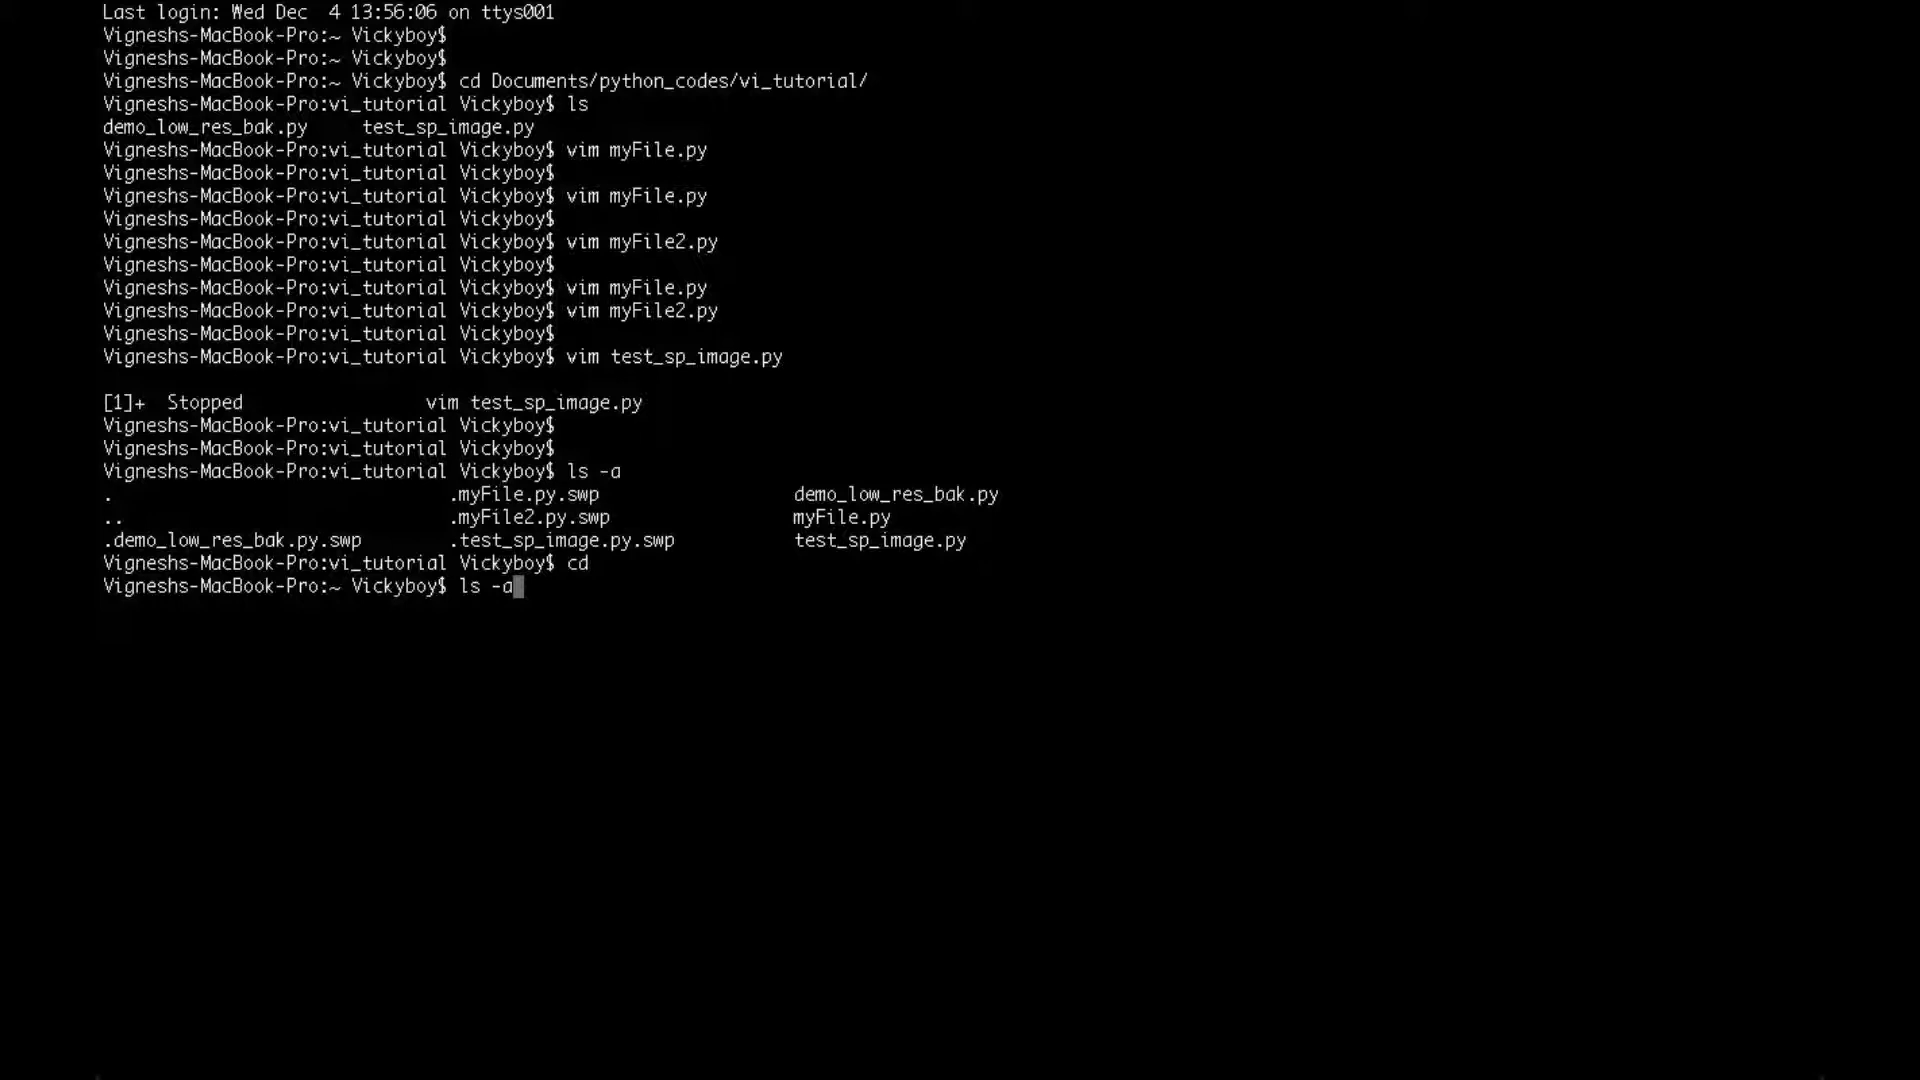 Last login: Wed Dec  4 13:56:06 on ttys001
Vigneshs-MacBook-Pro:~ Vickyboy$
Vigneshs-MacBook-Pro:~ Vickyboy$
Vigneshs-MacBook-Pro:~ Vickyboy$ cd Documents/python_codes/vi_tutorial/
Vigneshs-MacBook-Pro:vi_tutorial Vickyboy$ ls
demo_low_res_bak.py     test_sp_image.py
Vigneshs-MacBook-Pro:vi_tutorial Vickyboy$ vim myFile.py
Vigneshs-MacBook-Pro:vi_tutorial Vickyboy$
Vigneshs-MacBook-Pro:vi_tutorial Vickyboy$ vim myFile.py
Vigneshs-MacBook-Pro:vi_tutorial Vickyboy$
Vigneshs-MacBook-Pro:vi_tutorial Vickyboy$ vim myFile2.py
Vigneshs-MacBook-Pro:vi_tutorial Vickyboy$
Vigneshs-MacBook-Pro:vi_tutorial Vickyboy$ vim myFile.py
Vigneshs-MacBook-Pro:vi_tutorial Vickyboy$ vim myFile2.py
Vigneshs-MacBook-Pro:vi_tutorial Vickyboy$
Vigneshs-MacBook-Pro:vi_tutorial Vickyboy$ vim test_sp_image.py
[1]+  Stopped                 vim test_sp_image.py
Vigneshs-MacBook-Pro:vi_tutorial Vickyboy$
Vigneshs-MacBook-Pro:vi_tutorial Vickyboy$
Vigneshs-MacBook-Pro:vi_tutorial Vickyboy$ ls -a
.                               .myFile.py.swp                  demo_low_res_bak.py
..                              .myFile2.py.swp                 myFile.py
.demo_low_res_bak.py.swp        .test_sp_image.py.swp           test_sp_image.py
Vigneshs-MacBook-Pro:vi_tutorial Vickyboy$ cd
Vigneshs-MacBook-Pro:~ Vickyboy$ ls -a